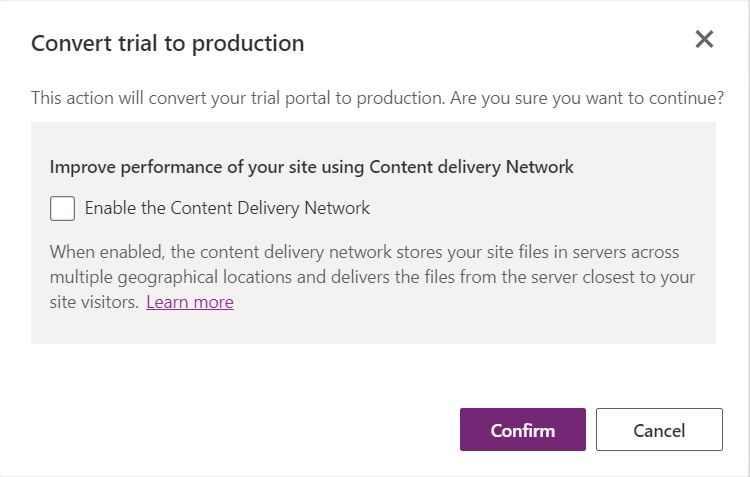 Convert trial to production
This action will convert your trial portal to production. Are you sure you want to continue?
Improve performance of your site using Content delivery Network
Enable the Content Delivery Network
When enabled, the content delivery network stores your site files in servers across
multiple geographical locations and delivers the files from the server closest to your
site visitors. Learn more
Confirm Cancel